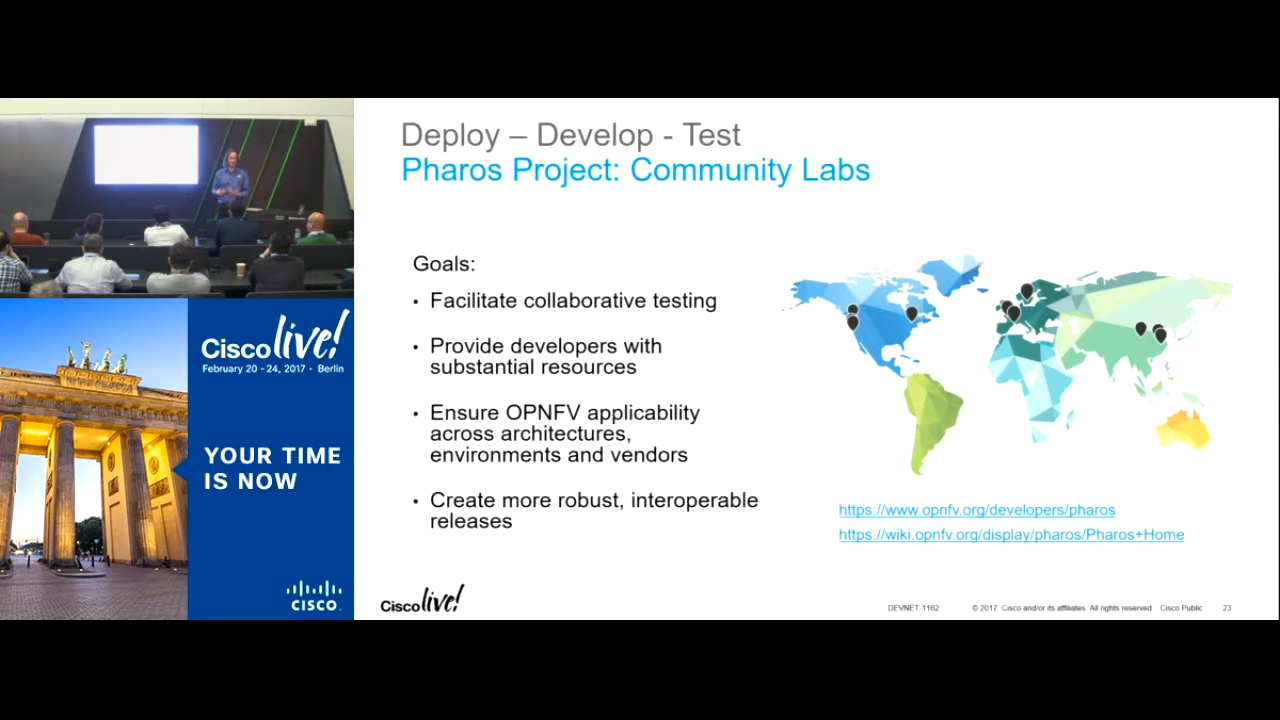 Deploy – Develop - Test
Pharos Project: Community Labs
Goals:
• Facilitate collaborative testing
• Provide developers with
substantial resources
• Ensure OPNFV applicability
across architectures,
environments and vendors
• Create more robust, interoperable
releases
https://www.opnfv.org/developers/pharos
https://wiki.opnfv.org/display/pharos/Pharos+Home
Cisco live!
February 20 - 24, 2017 • Berlin
YOUR TIME
IS NOW
CISCO.
Cisco live!
DEVNET-1162 © 2017 Cisco and/or its affiliates. All rights reserved Cisco Public 23